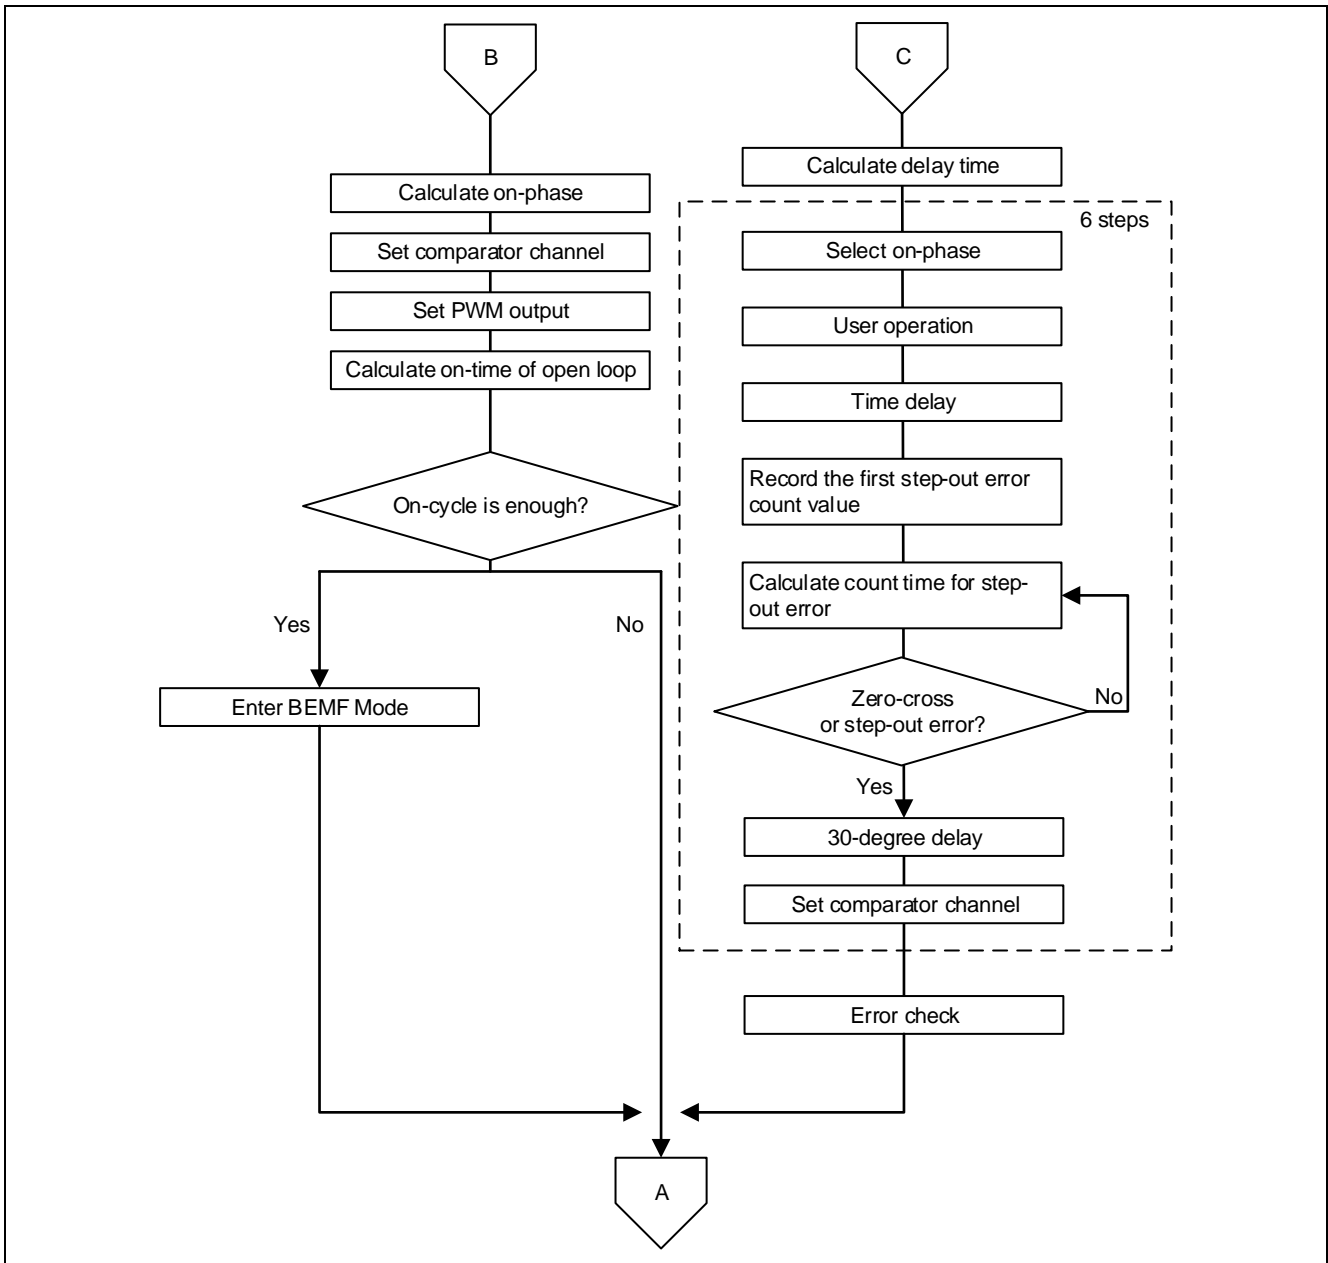 B
Calculate on-phase
Set comparator channel
Set PWM output
Calculate on-time of open loop
On-cycle is enough?
Yes
No
Enter BEMF Mode
C
Calculate delay time
6 steps
Select on-phase
User operation
Time delay
Record the first step-out error
count value
Calculate count time for step-
out error
Zero-cross
or step-out error?
No
Yes
30-degree delay
Set comparator channel
Error check
A